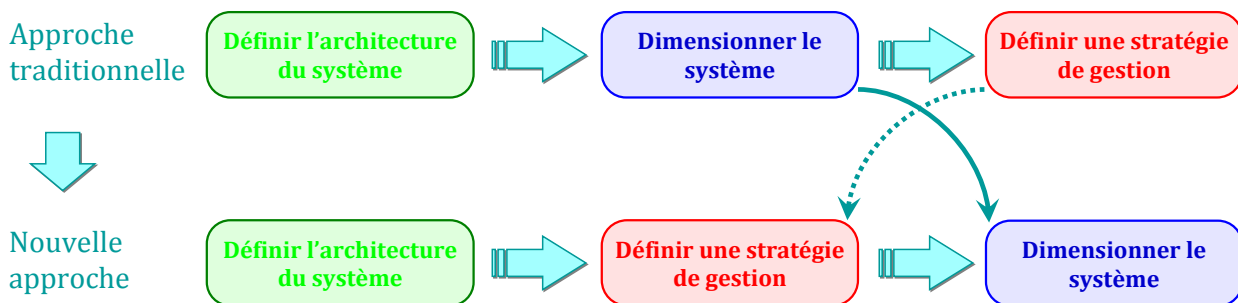 Approche
traditionnelle
Définir l’architecture
du système
Dimensionner le
système
Définir une stratégie
de gestion
Nouvelle
approche
Définir l’architecture
du système
Définir une stratégie
de gestion
Dimensionner le
système